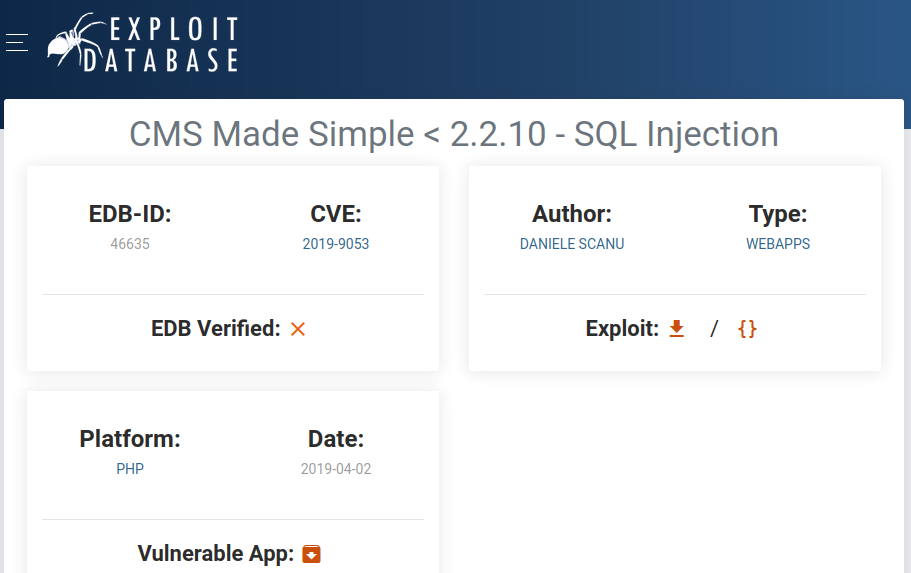 EXPLOIT
DATABASE
CMS Made Simple < 2.2.10 - SQL Injection
EDB-ID:
46635
CVE:
2019-9053
EDB Verified: ×
Author:
DANIELE SCANU
Type:
WEBAPPS
Exploit: / {}
Platform:
PHP
Date:
2019-04-02
Vulnerable App: